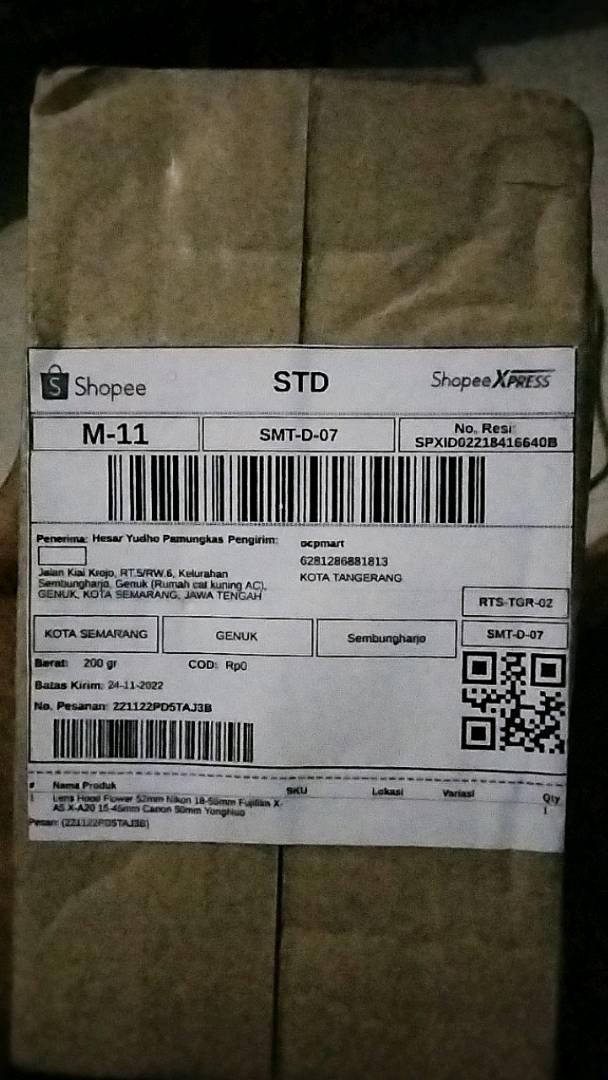 Shopee
STD
Shopee XPRESS
M-11
SMT-D-07
No. Resi:
SPXID02218416640B
Penerima: Hesar Yudho Pamungkas Pengirim:
ocpmart
6281286881813
KOTA TANGERANG
Jalan Kiai Krojo, RT.5/RW.6, Kelurahan
Sembungharjo, Genuk (Rumah cat kuning AC),
GENUK, KOTA SEMARANG, JAWA TENGAH
RTS-TGR-02
KOTA SEMARANG
GENUK
Sembungharjo
SMT-D-07
Berat: 200 gr
COD: Rp0
Batas Kirim: 24-11-2022
No. Pesanan: 221122PD5TAJ3B
# Nama Produk SKU Lokasi Variasi Qty
1 Lens Hood Flower 52mm Nikon 18-55mm Fujifilm X-
A5 X-A20 15-45mm Canon 50mm YongNuo
1
Pesan: (221122PD5TAJ3B)